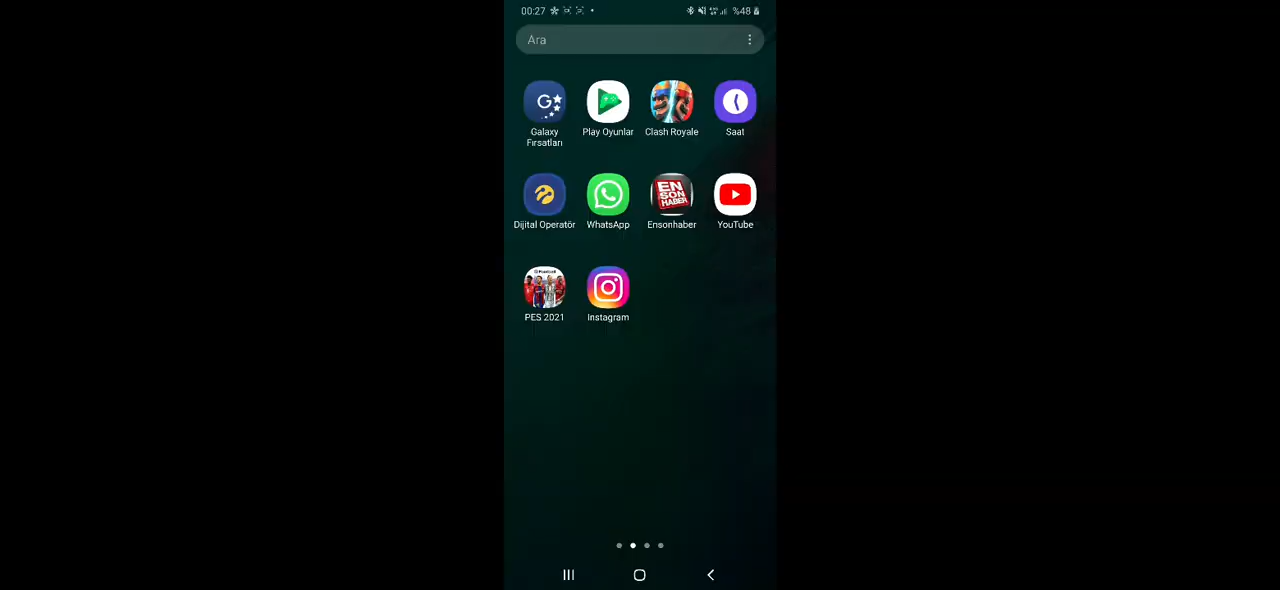 00:27
%48
Ara
Galaxy Fırsatları
Play Oyunlar
Clash Royale
Saat
Dijital Operatör
WhatsApp
EN SON HABER
Ensonhaber
YouTube
PES 2021
Instagram